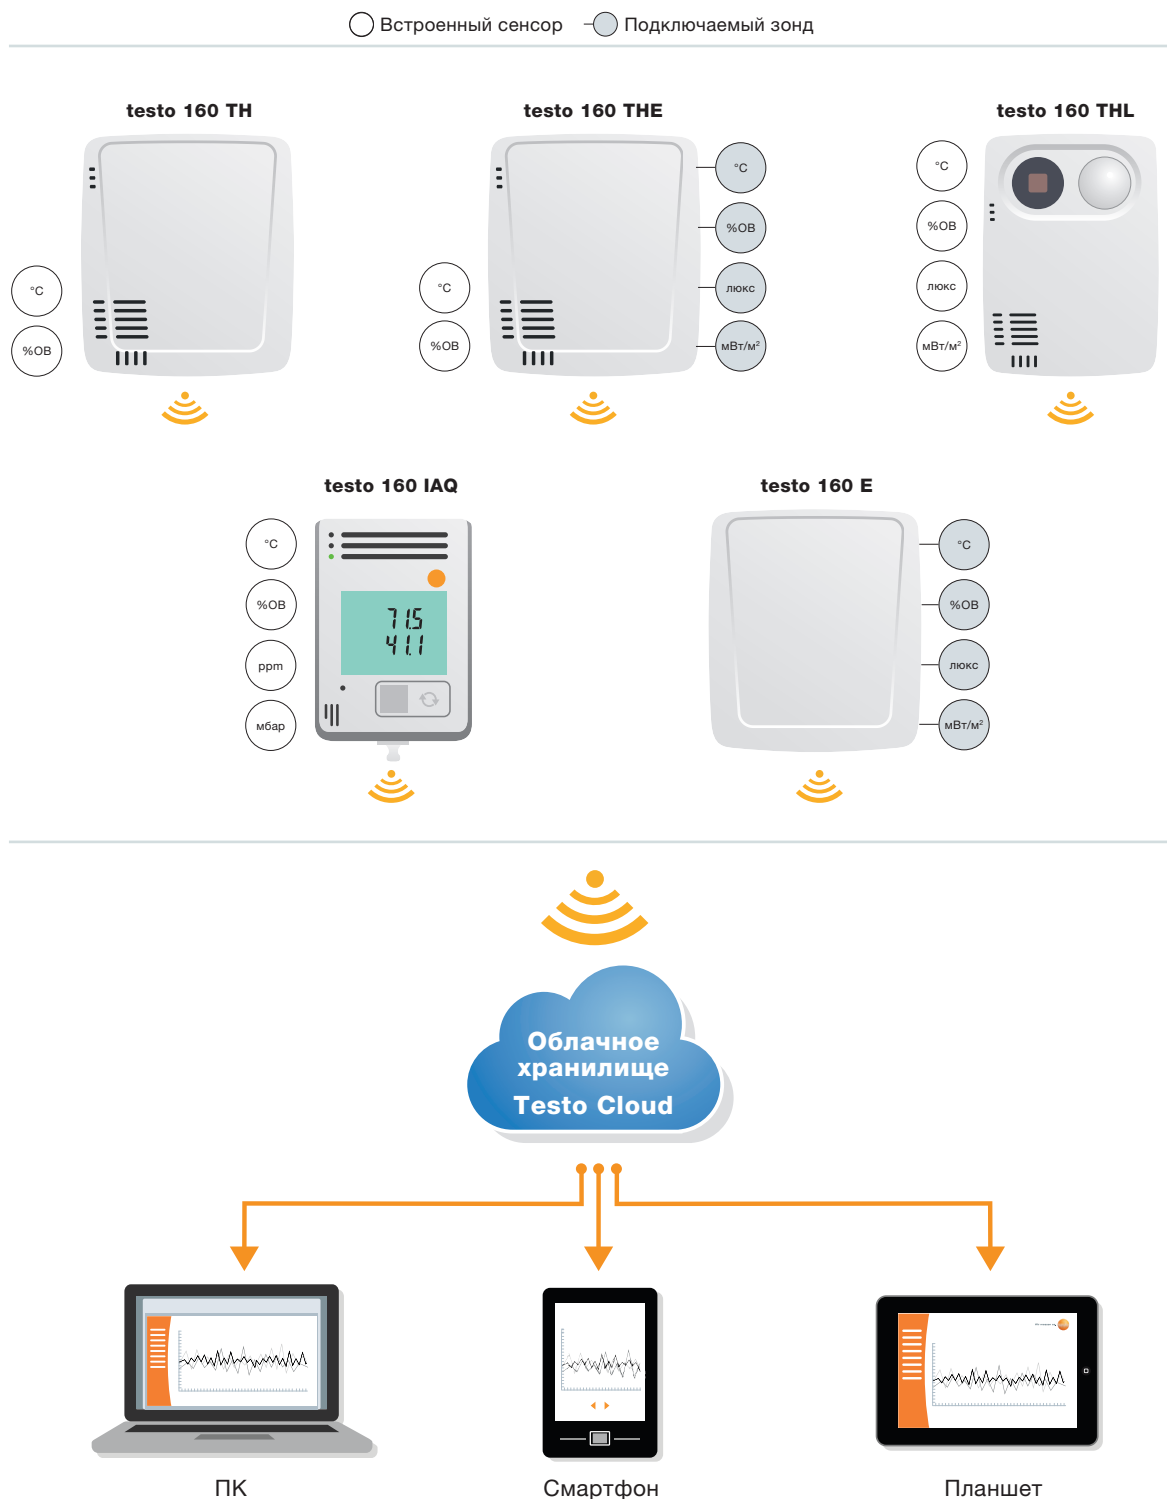 Встроенный сенсор
Подключаемый зонд
testo 160 TH
°C
%ОВ
testo 160 THE
°C
%ОВ
°C
%ОВ
люкс
мВт/м²
testo 160 THL
°C
%ОВ
люкс
мВт/м²
testo 160 IAQ
°C
%ОВ
ppm
мбар
71.5
41.1
testo 160 E
°C
%ОВ
люкс
мВт/м²
Облачное
хранилище
Testo Cloud
ПК
Смартфон
Планшет